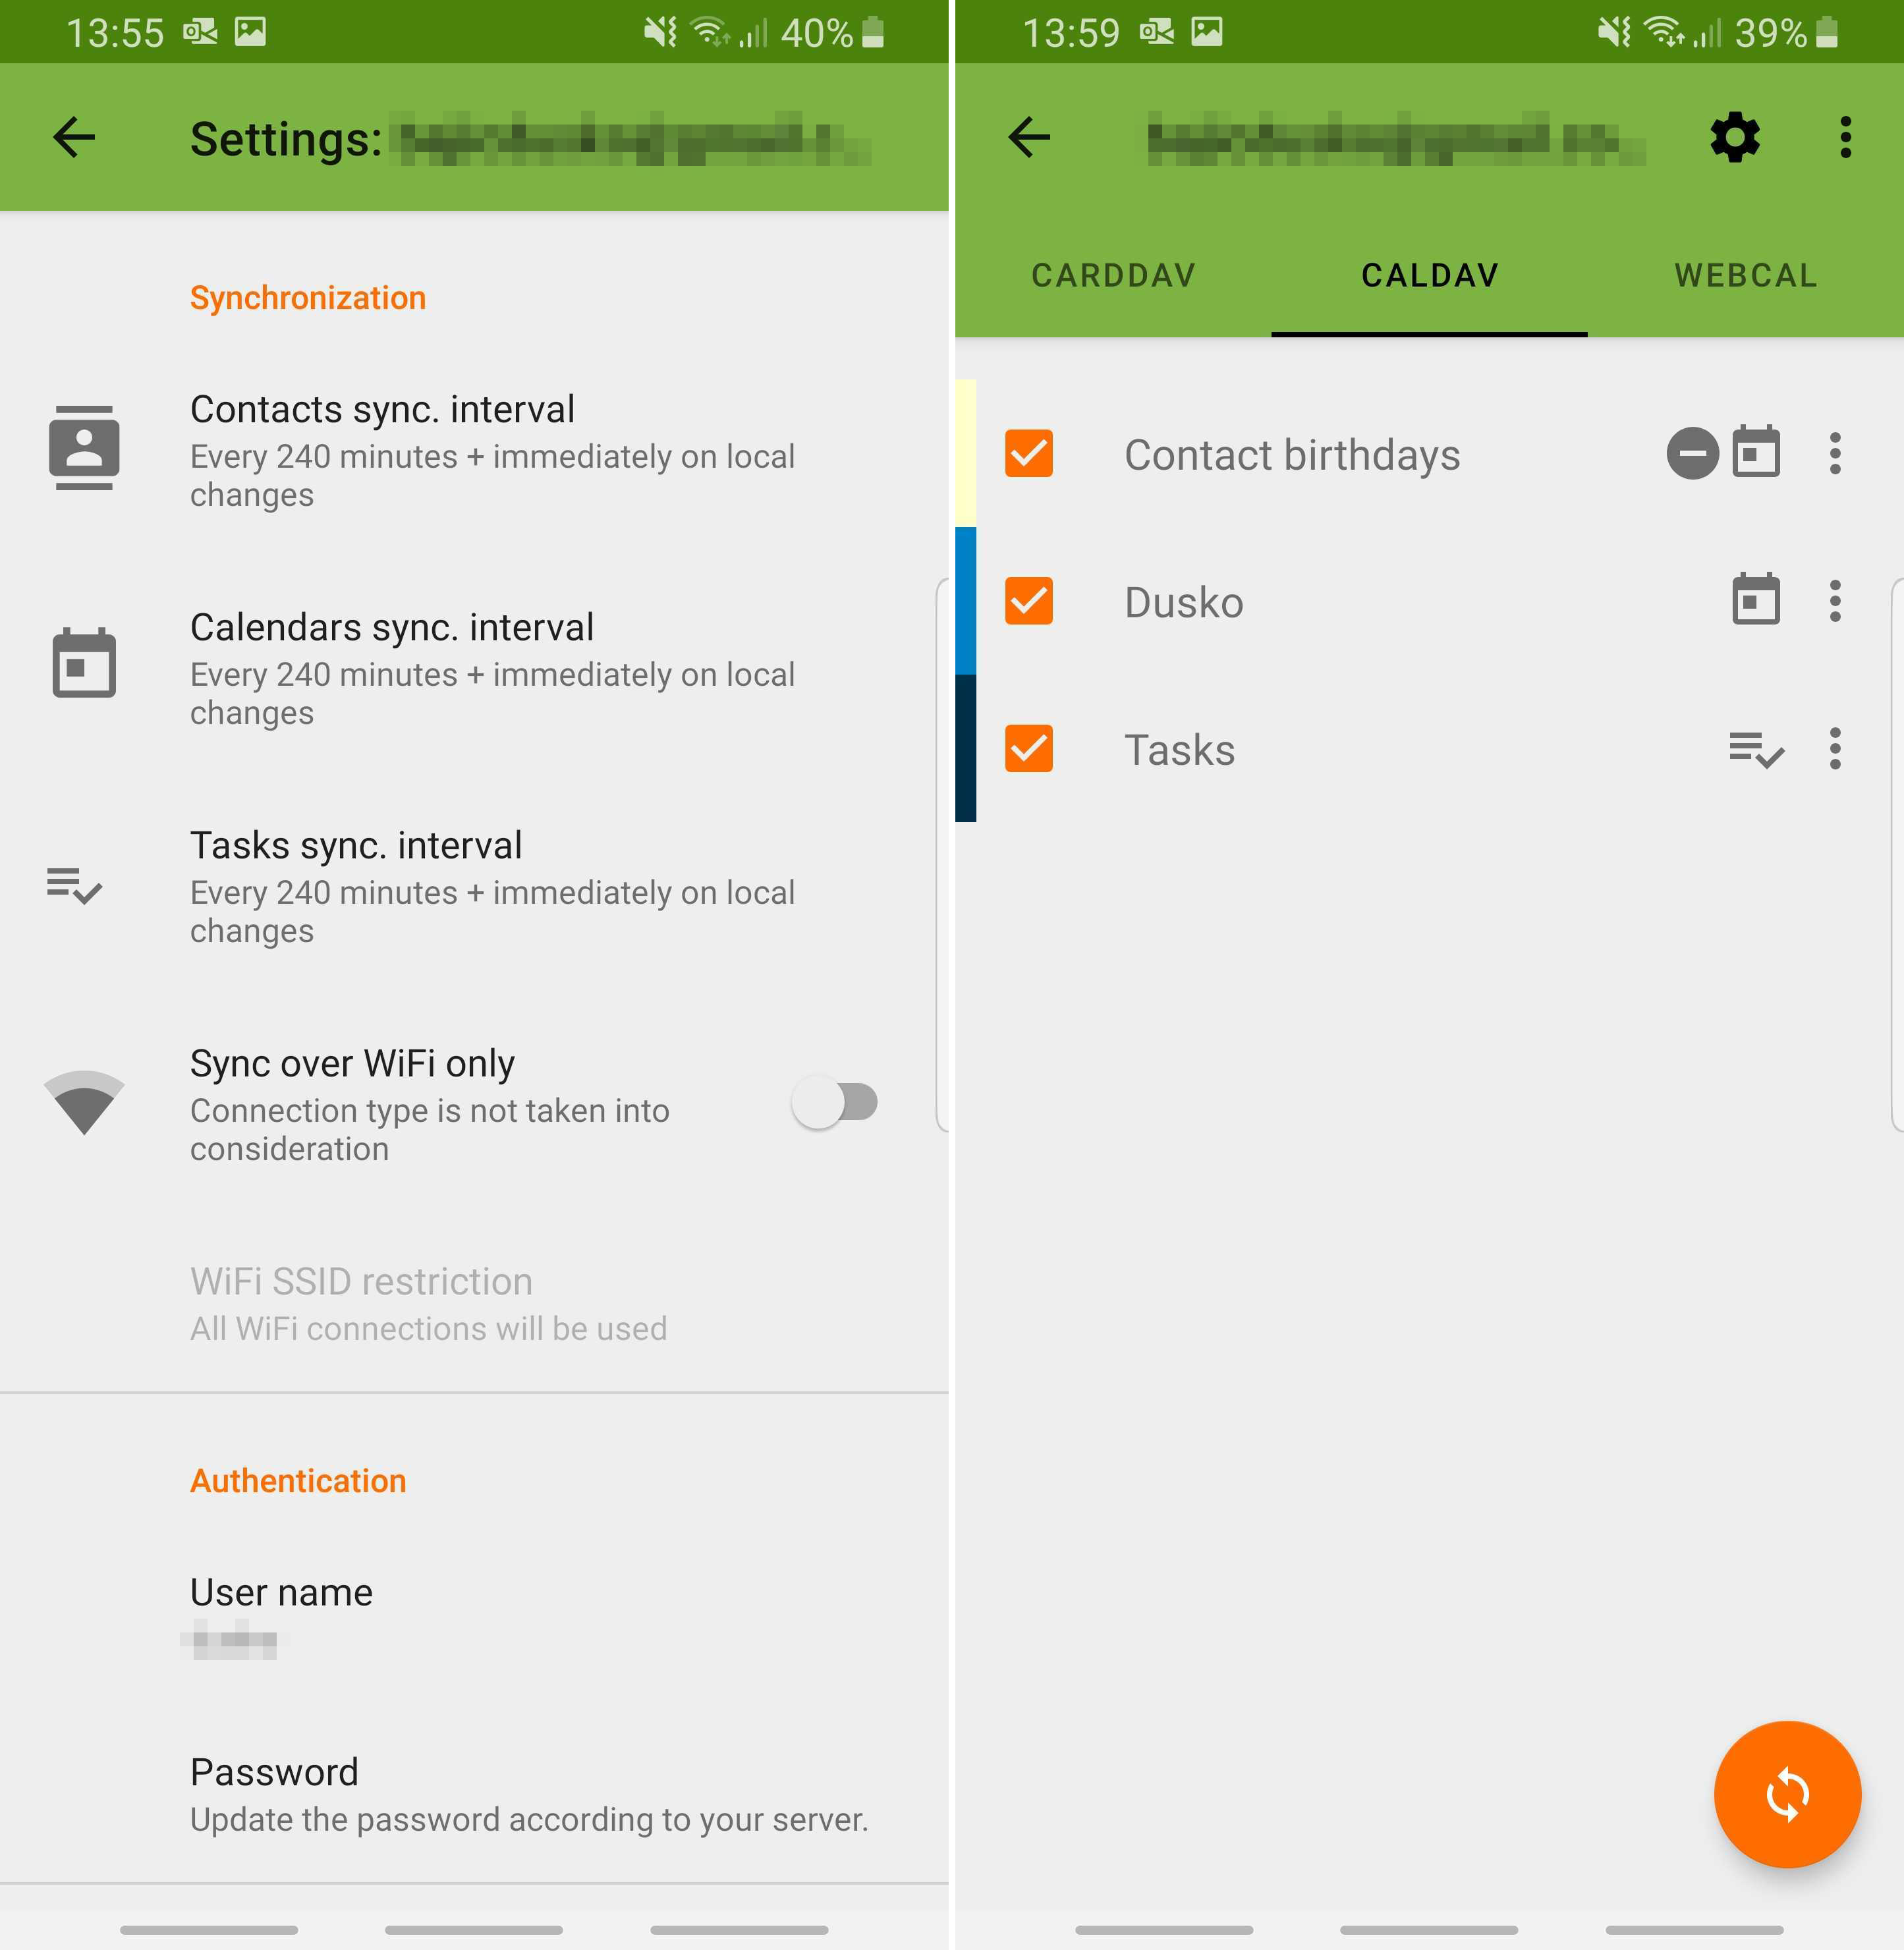 13:55
40%
Settings:
Synchronization
Contacts sync. interval
Every 240 minutes + immediately on local
changes
Calendars sync. interval
Every 240 minutes + immediately on local
changes
Tasks sync. interval
Every 240 minutes + immediately on local
changes
Sync over WiFi only
Connection type is not taken into
consideration
WiFi SSID restriction
All WiFi connections will be used
Authentication
User name
Password
Update the password according to your server.
13:59
39%
CARDDAV
CALDAV
WEBCAL
Contact birthdays
Dusko
Tasks